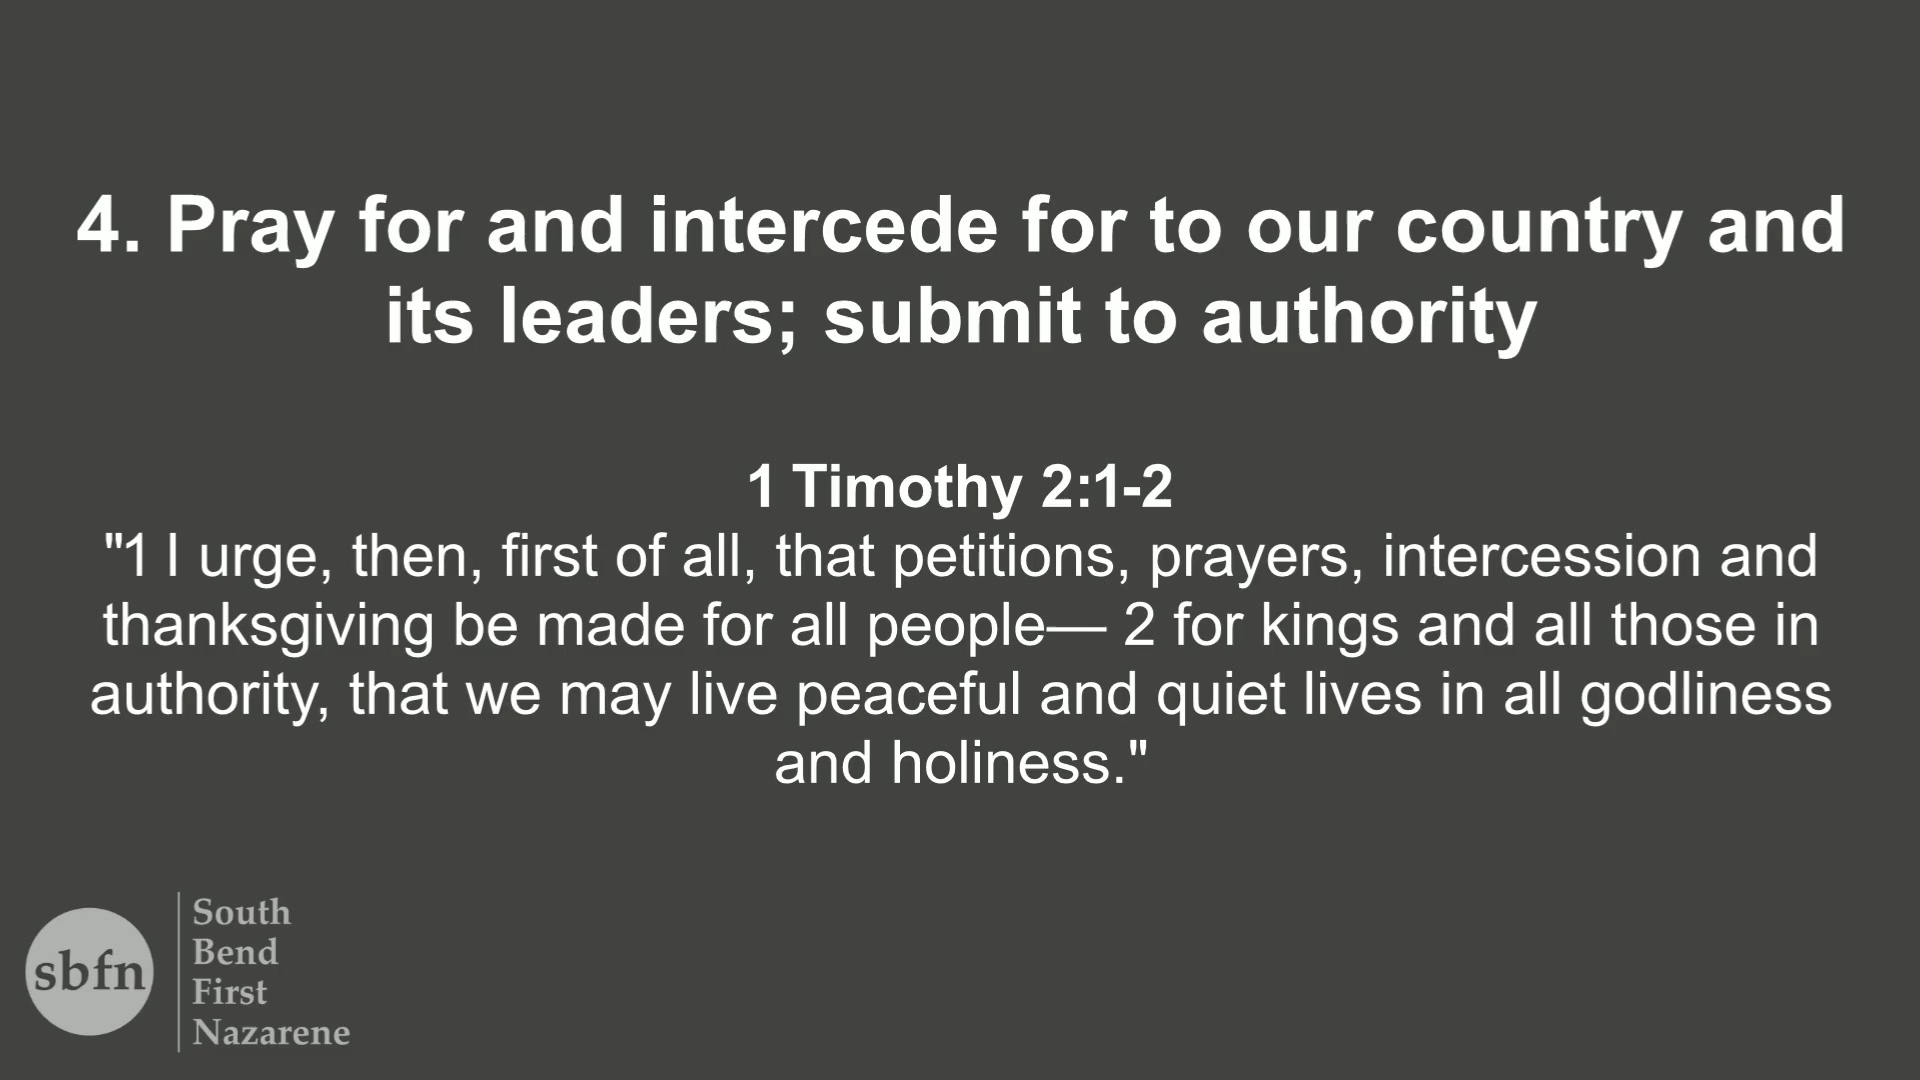 4. Pray for and intercede for to our country and
its leaders; submit to authority
1 Timothy 2:1-2
"1 I urge, then, first of all, that petitions, prayers, intercession and
thanksgiving be made for all people— 2 for kings and all those in
authority, that we may live peaceful and quiet lives in all godliness
and holiness."
sbfn
South
Bend
First
Nazarene